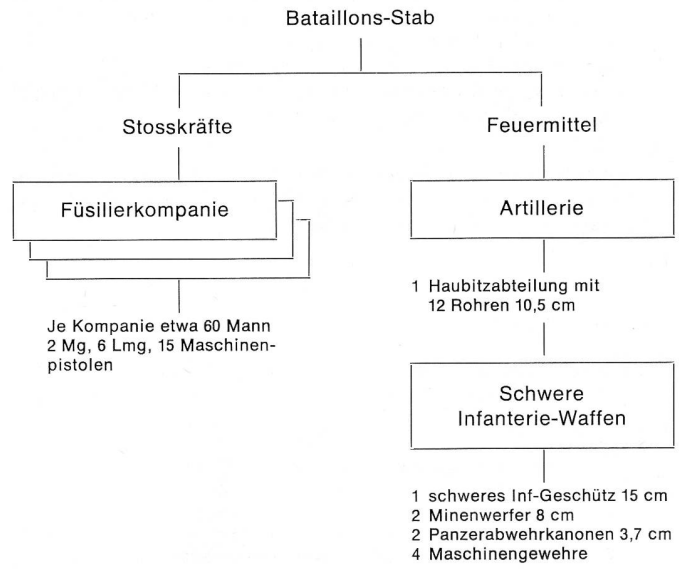 Bataillons-Stab
Stosskräfte
Füsilierkompanie
Je Kompanie etwa 60 Mann
2 Mg, 6 Lmg, 15 Maschinen-
pistolen
Feuermittel
Artillerie
1 Haubitzabteilung mit
12 Rohren 10,5 cm
Schwere
Infanterie-Waffen
1 schweres Inf-Geschütz 15 cm
2 Minenwerfer 8 cm
2 Panzerabwehrkanonen 3,7 cm
4 Maschinengewehre